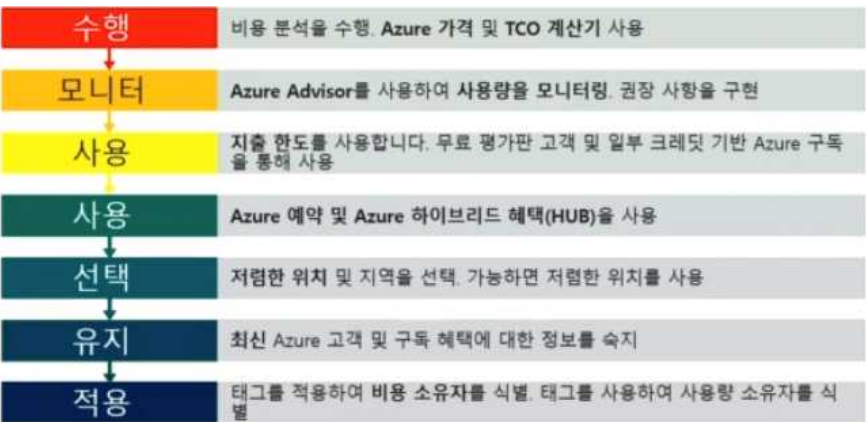 수행
비용 분석을 수행. Azure 가격 및 TCO 계산기 사용
모니터
Azure Advisor를 사용하여 사용량을 모니터링. 권장 사항을 구현
사용
지출 한도를 사용합니다. 무료 평가판 고객 및 일부 크레딧 기반 Azure 구독
을 통해 사용
사용
Azure 예약 및 Azure 하이브리드 혜택(HUB)을 사용
선택
저렴한 위치 및 지역을 선택. 가능하면 저렴한 위치를 사용
유지
최신 Azure 고객 및 구독 혜택에 대한 정보를 숙지
적용
태그를 적용하여 비용 소유자를 식별. 태그를 사용하여 사용량 소유자를 식
별